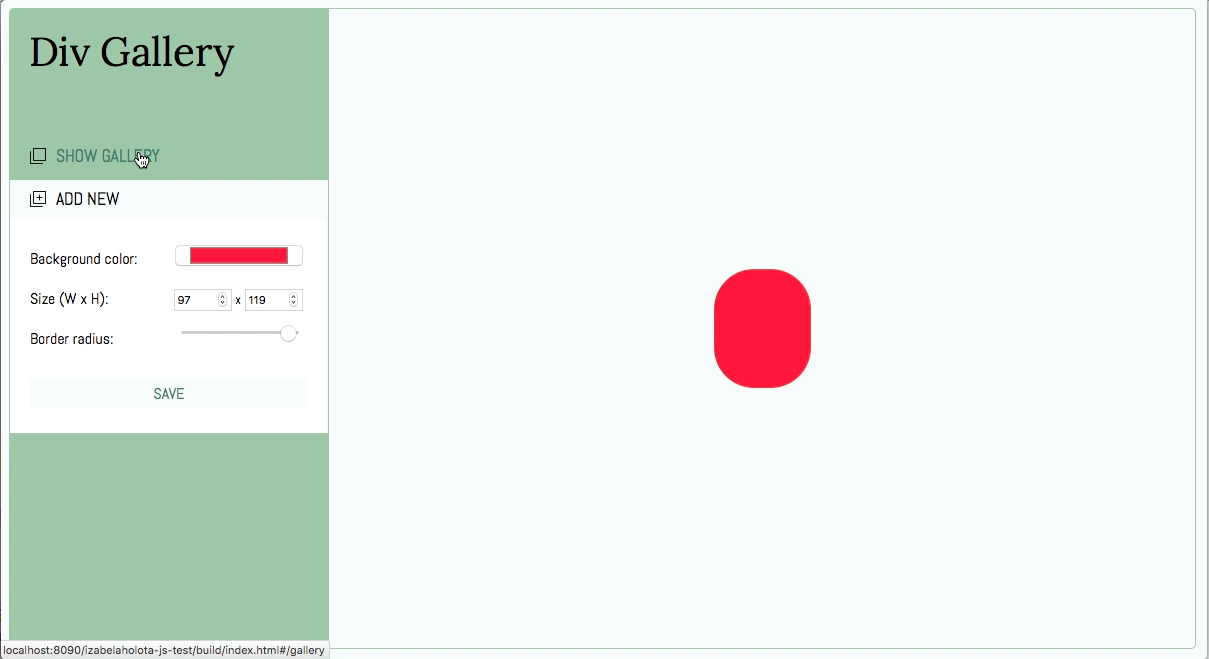 Div Gallery
SHOW GALLERY
ADD NEW
Background color:
Size (W x H): 97 x 119
Border radius:
SAVE
localhost:8090/izabelaholota-js-test/build/index.html#/gallery